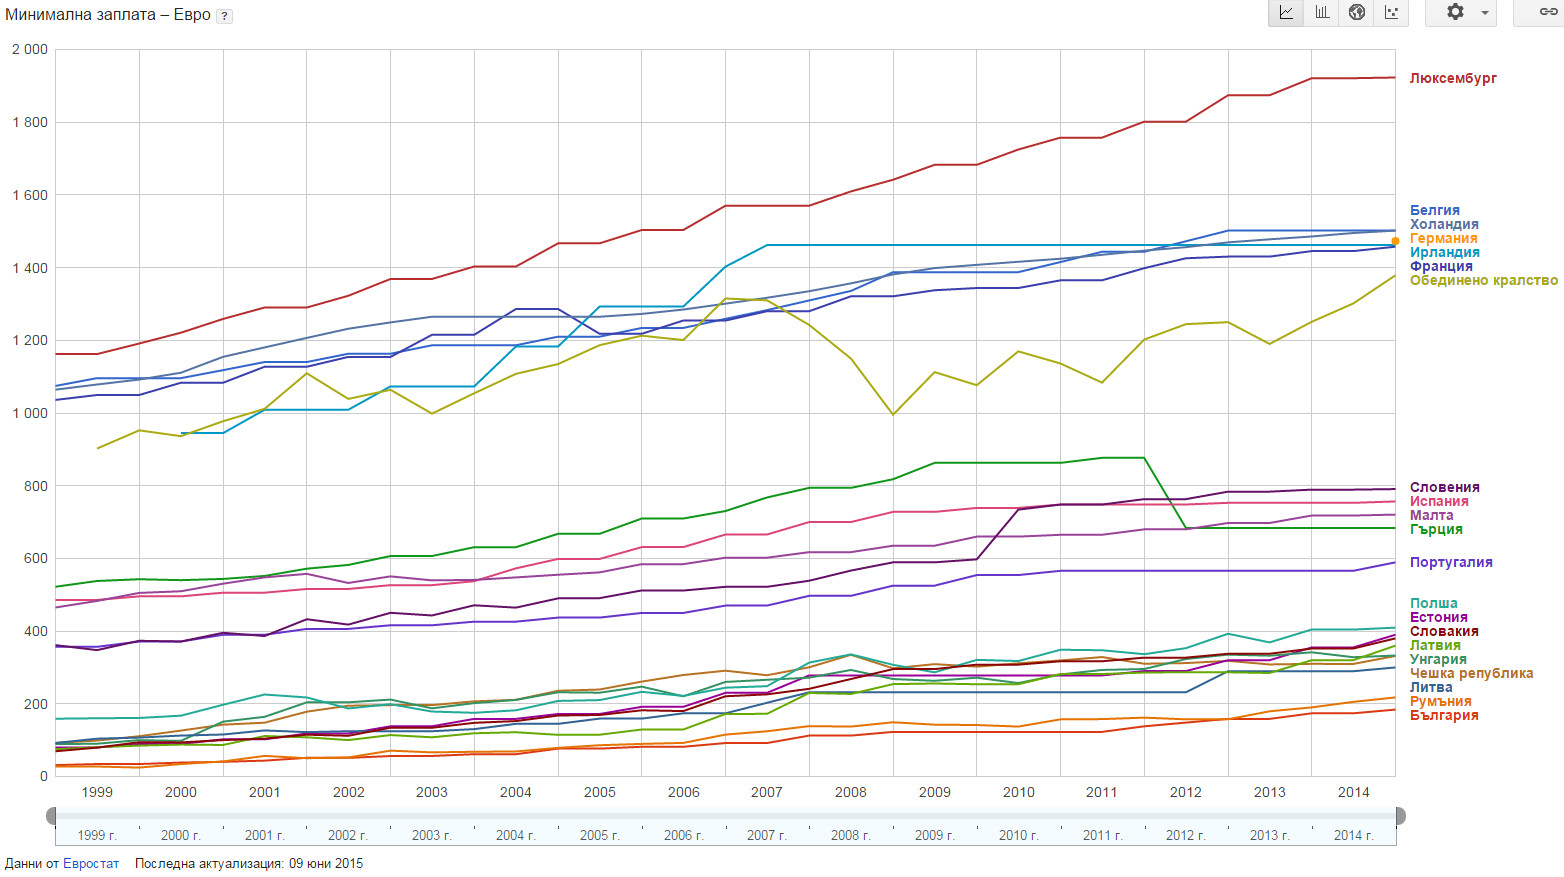 Минимална заплата – Евро ?
2 000
1 800
1 600
1 400
1 200
1 000
800
600
400
200
0
Люксембург
Белгия
Холандия
Германия
Ирландия
Франция
Обединено кралство
Словения
Испания
Малта
Гърция
Португалия
Полша
Естония
Словакия
Латвия
Унгария
Чешка република
Литва
Румъния
България
1999 2000 2001 2002 2003 2004 2005 2006 2007 2008 2009 2010 2011 2012 2013 2014
1999 г. 2000 г. 2001 г. 2002 г. 2003 г. 2004 г. 2005 г. 2006 г. 2007 г. 2008 г. 2009 г. 2010 г. 2011 г. 2012 г. 2013 г. 2014 г.
Данни от Евростат Последна актуализация: 09 юни 2015